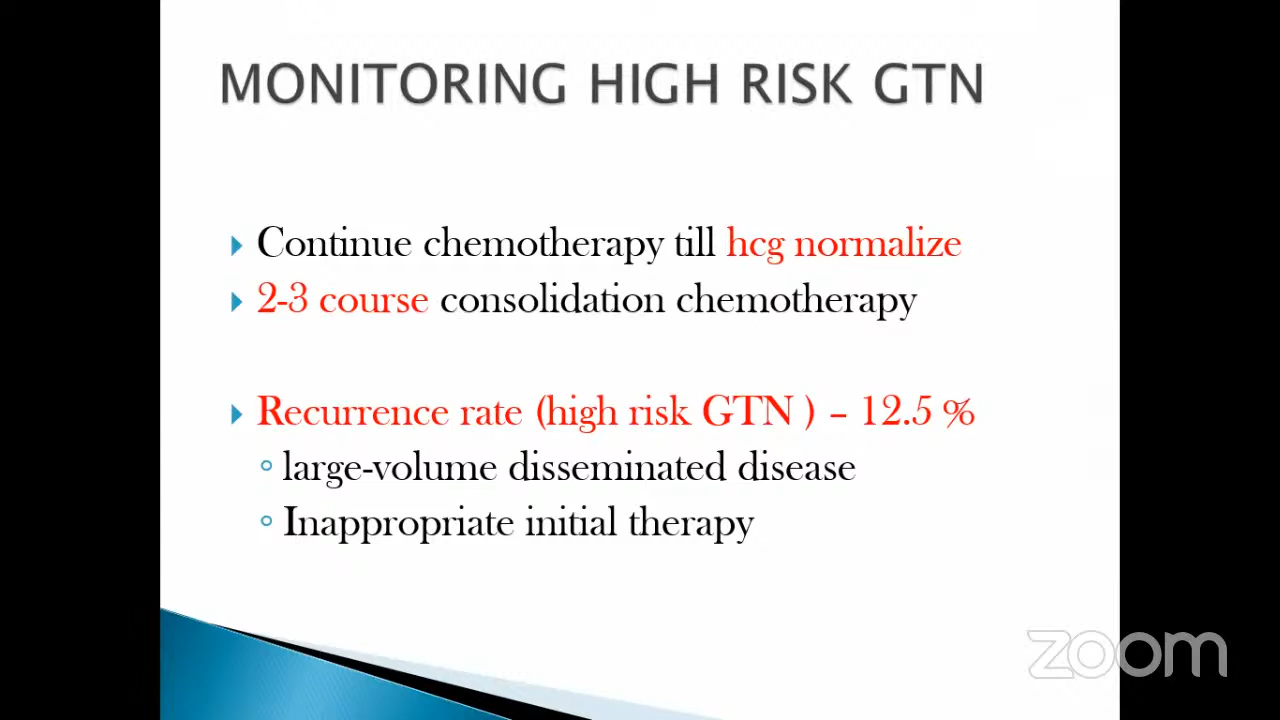 MONITORING HIGH RISK GTN
Continue chemotherapy till hcg normalize
2-3 course consolidation chemotherapy
Recurrence rate (high risk GTN ) – 12.5 %
large-volume disseminated disease
Inappropriate initial therapy
zoom